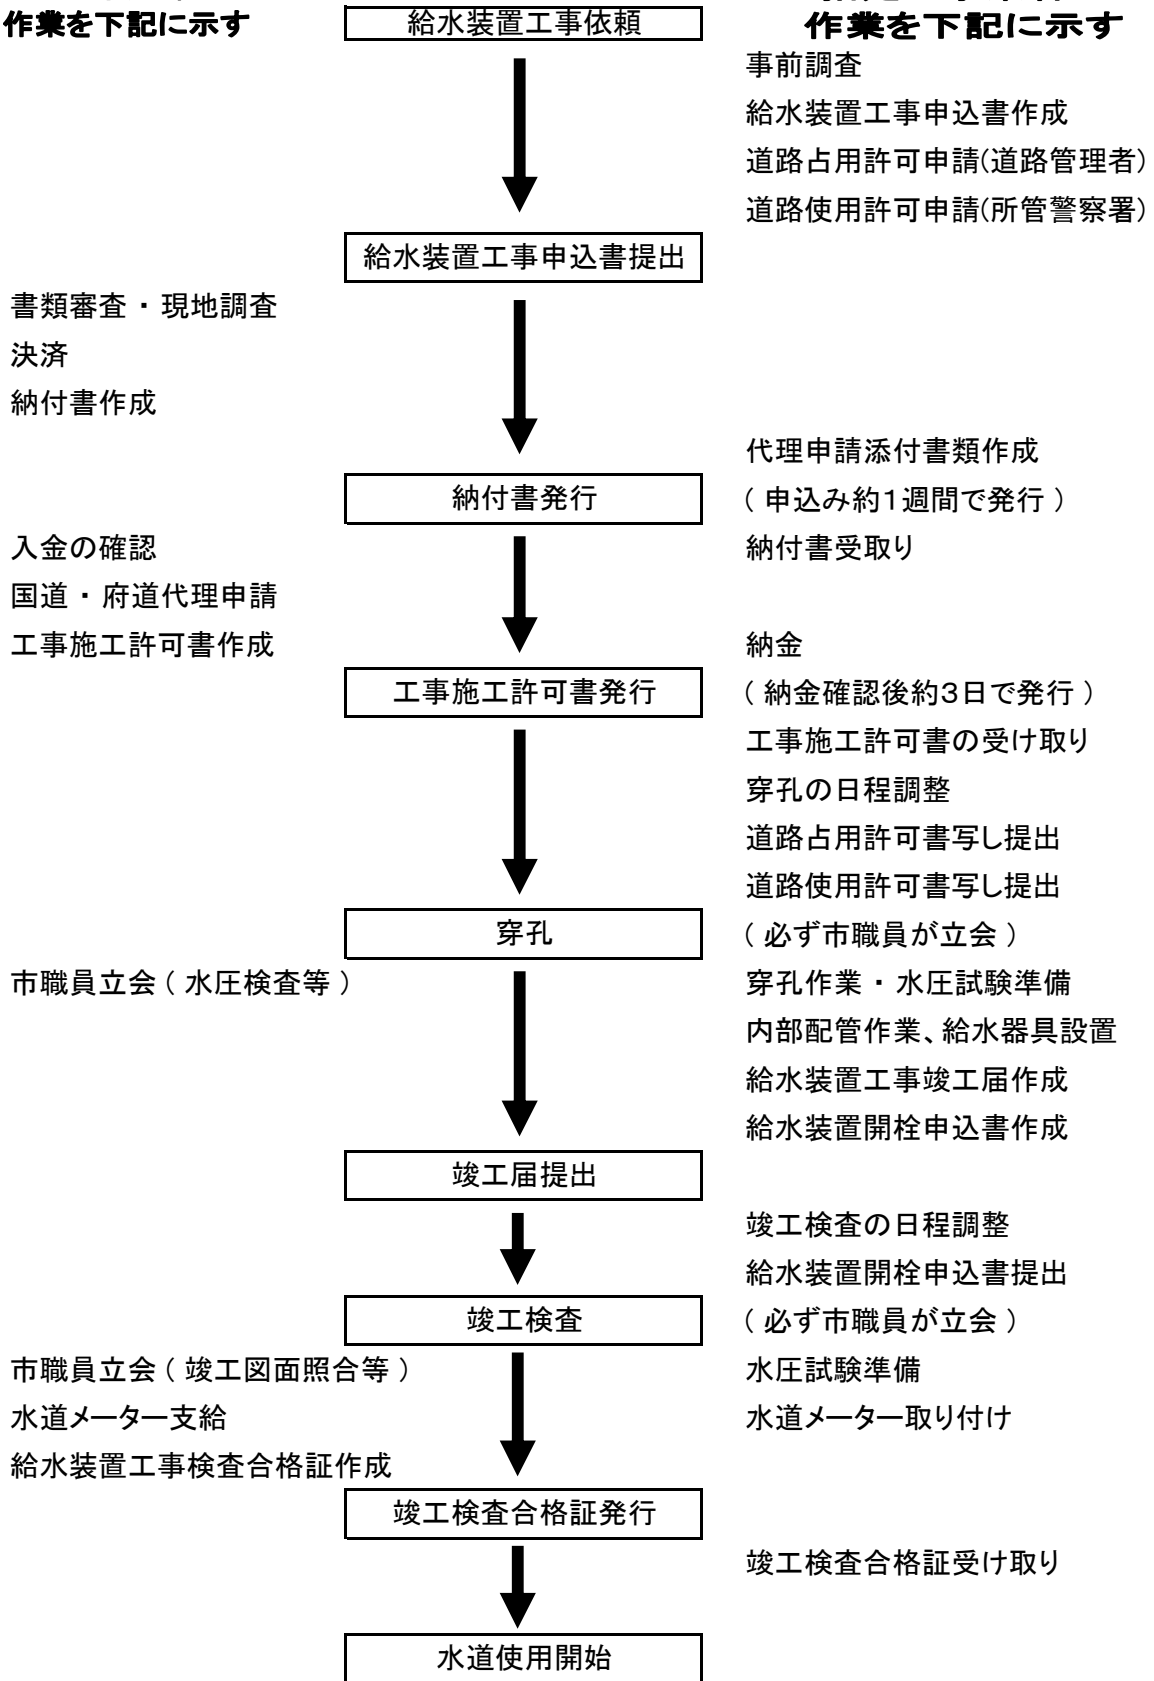 作業を下記に示す
給水装置工事依頼
作業を下記に示す
事前調査
給水装置工事申込書作成
道路占用許可申請(道路管理者)
道路使用許可申請(所管警察署)
給水装置工事申込書提出
書類審査・現地調査
決済
納付書作成
代理申請添付書類作成
納付書発行
(申込み約1週間で発行)
入金の確認
納付書受取り
国道・府道代理申請
工事施工許可書作成
納金
工事施工許可書発行
(納金確認後約3日で発行)
工事施工許可書の受け取り
穿孔の日程調整
道路占用許可書写し提出
道路使用許可書写し提出
穿孔
(必ず市職員が立会)
市職員立会(水圧検査等)
穿孔作業・水圧試験準備
内部配管作業、給水器具設置
給水装置工事竣工届作成
給水装置開栓申込書作成
竣工届提出
竣工検査の日程調整
給水装置開栓申込書提出
竣工検査
(必ず市職員が立会)
市職員立会(竣工図面照合等)
水圧試験準備
水道メーター支給
水道メーター取り付け
給水装置工事検査合格証作成
竣工検査合格証発行
竣工検査合格証受け取り
水道使用開始